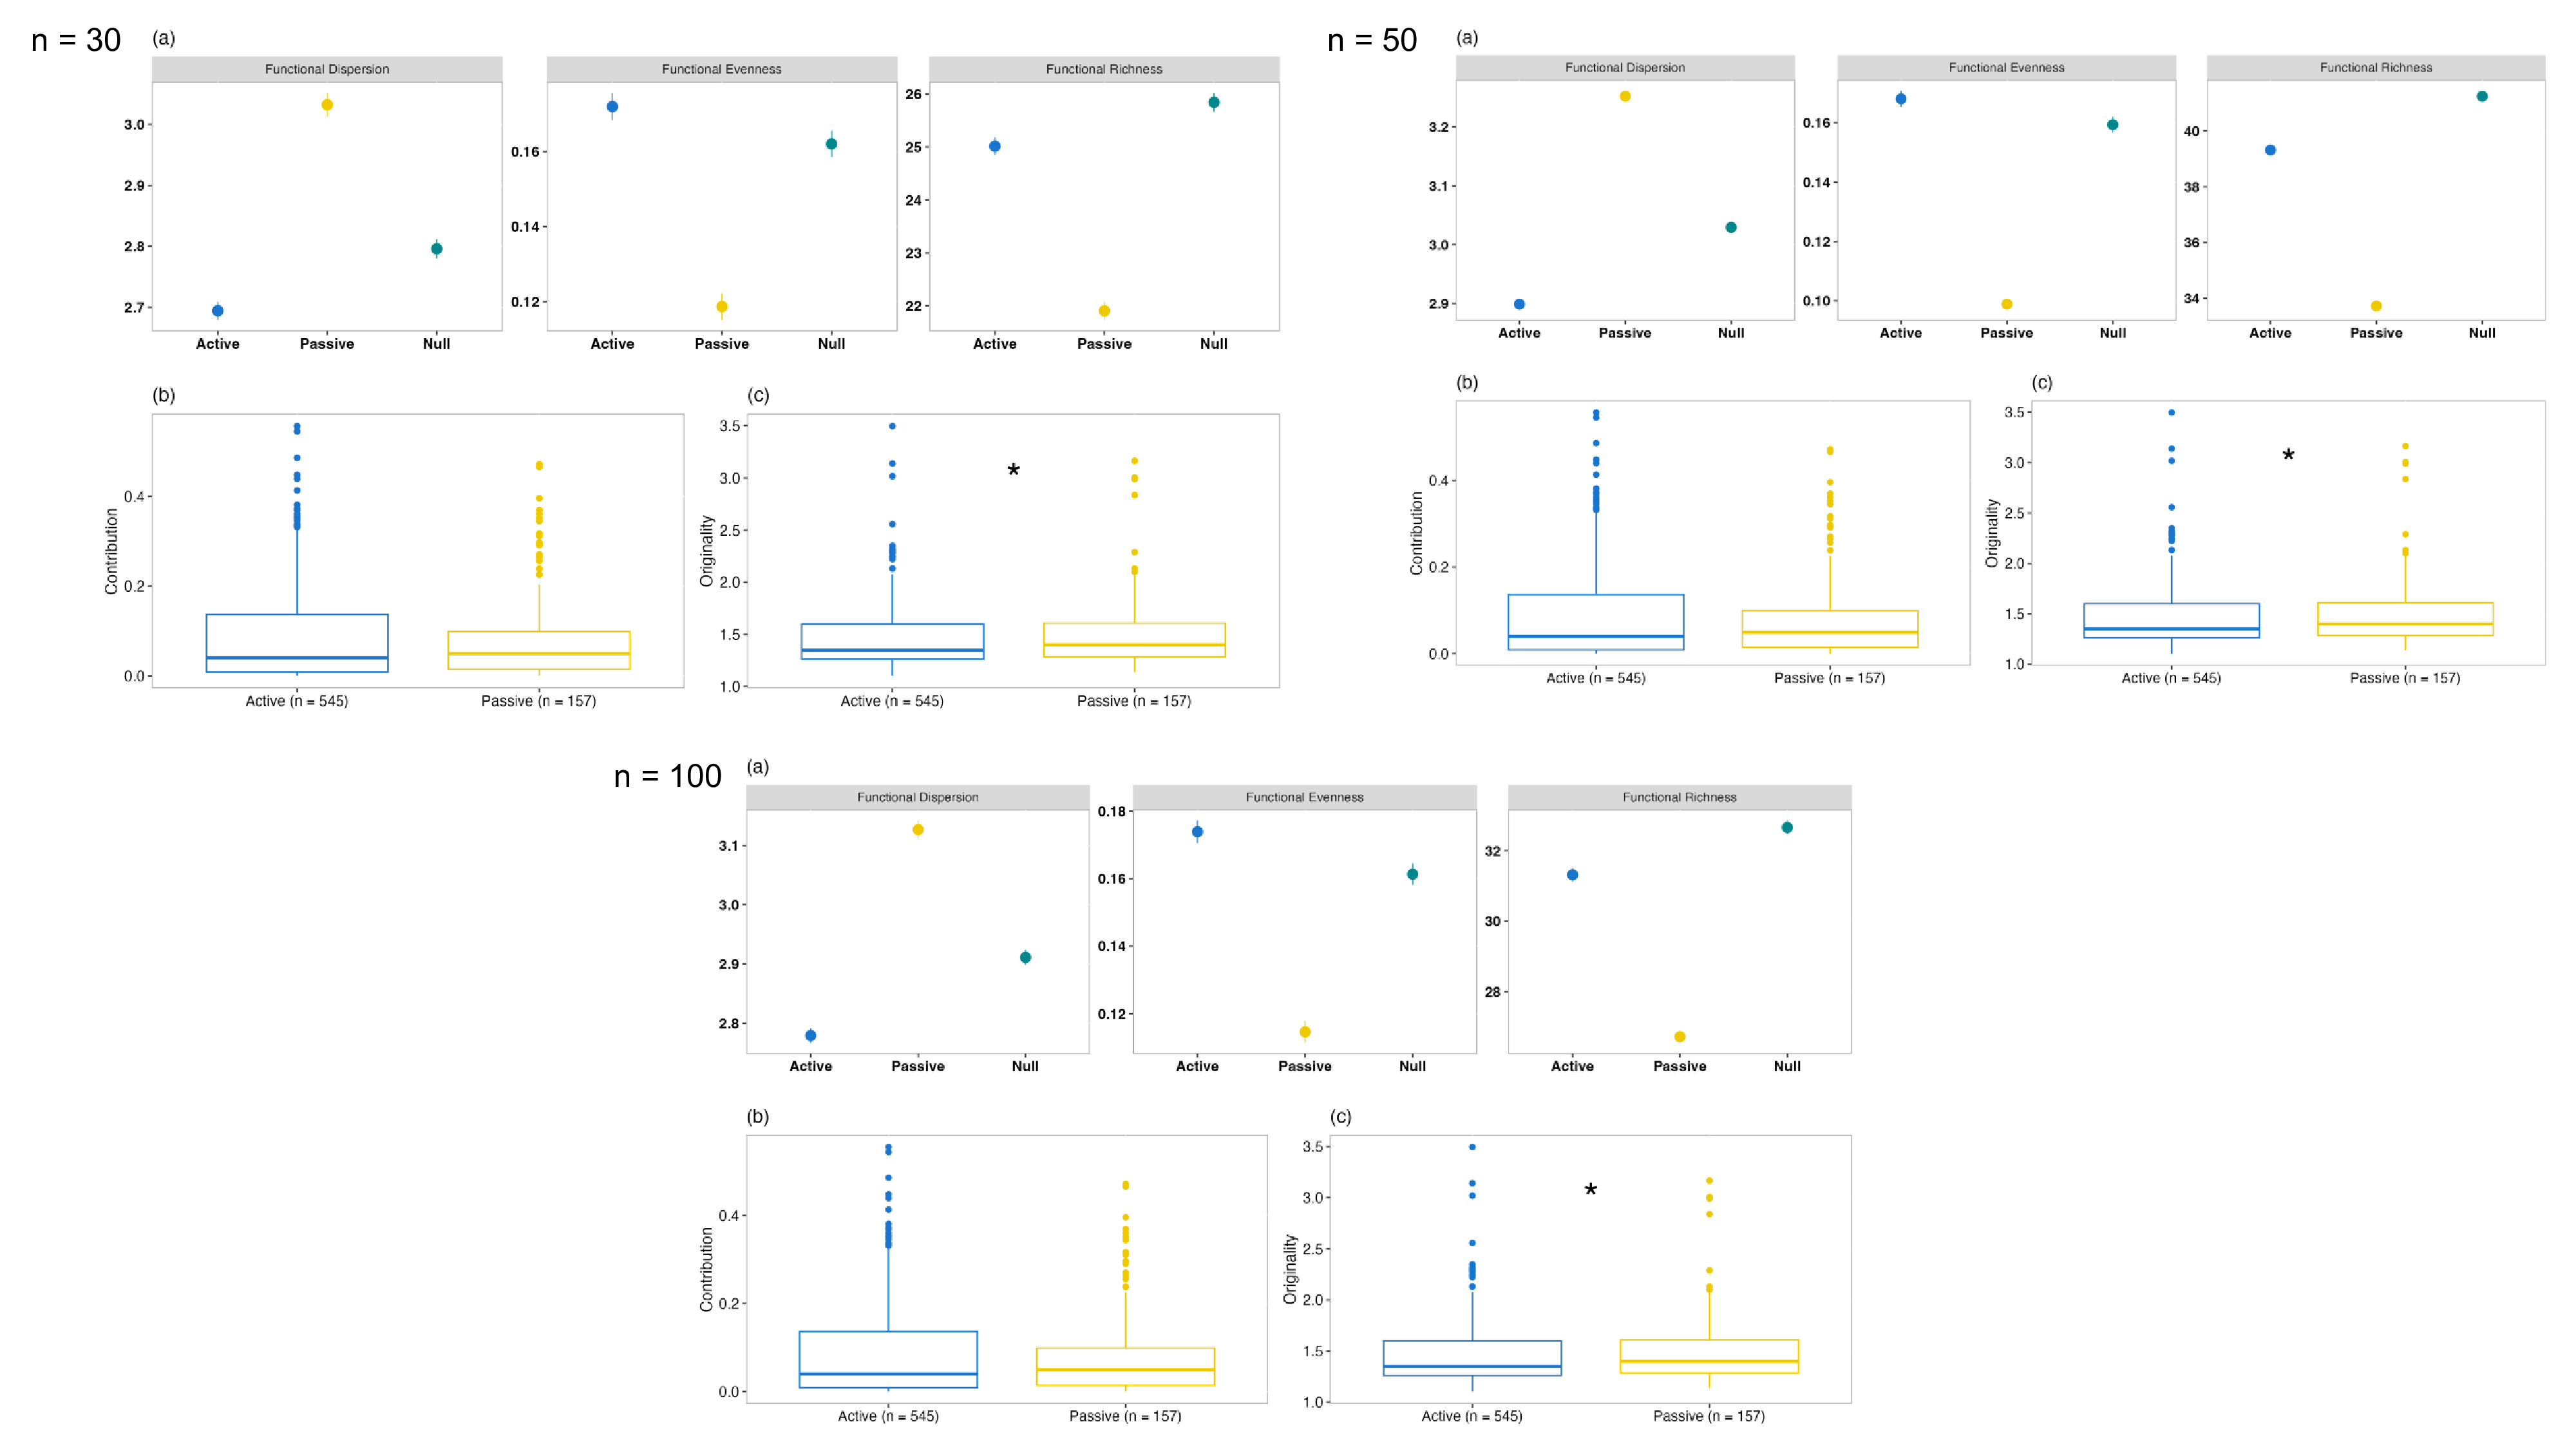 n = 30
(a)
Functional Dispersion
Functional Evenness
Functional Richness
3.0
2.9
2.8
2.7
0.16
0.14
0.12
26
25
24
23
22
Active Passive Null
Active Passive Null
Active Passive Null
(b)
Contribution
0.4
0.2
0.0
Active (n = 545) Passive (n = 157)
(c)
Originality
3.5
3.0
2.5
2.0
1.5
1.0
*
Active (n = 545) Passive (n = 157)
n = 50
(a)
Functional Dispersion
Functional Evenness
Functional Richness
3.2
3.1
3.0
2.9
0.16
0.14
0.12
0.10
40
38
36
34
Active Passive Null
Active Passive Null
Active Passive Null
(b)
Contribution
0.4
0.2
0.0
Active (n = 545) Passive (n = 157)
(c)
Originality
3.5
3.0
2.5
2.0
1.5
1.0
*
Active (n = 545) Passive (n = 157)
n = 100
(a)
Functional Dispersion
Functional Evenness
Functional Richness
3.1
3.0
2.9
2.8
0.18
0.16
0.14
0.12
32
30
28
Active Passive Null
Active Passive Null
Active Passive Null
(b)
Contribution
0.4
0.2
0.0
Active (n = 545) Passive (n = 157)
(c)
Originality
3.5
3.0
2.5
2.0
1.5
1.0
*
Active (n = 545) Passive (n = 157)